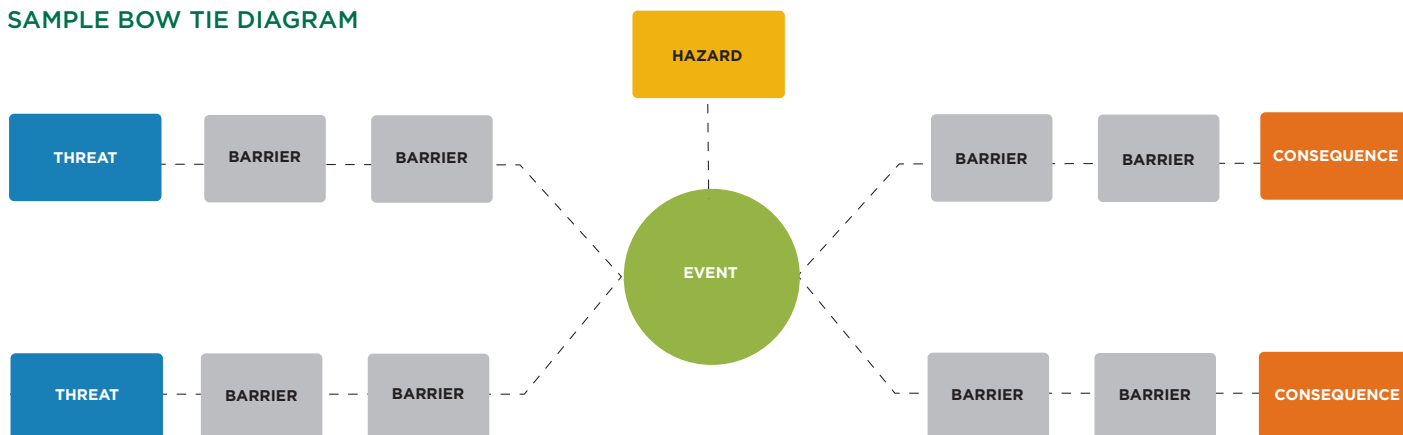 SAMPLE BOW TIE DIAGRAM
HAZARD
THREAT
BARRIER
BARRIER
BARRIER
BARRIER
CONSEQUENCE
EVENT
THREAT
BARRIER
BARRIER
BARRIER
BARRIER
CONSEQUENCE